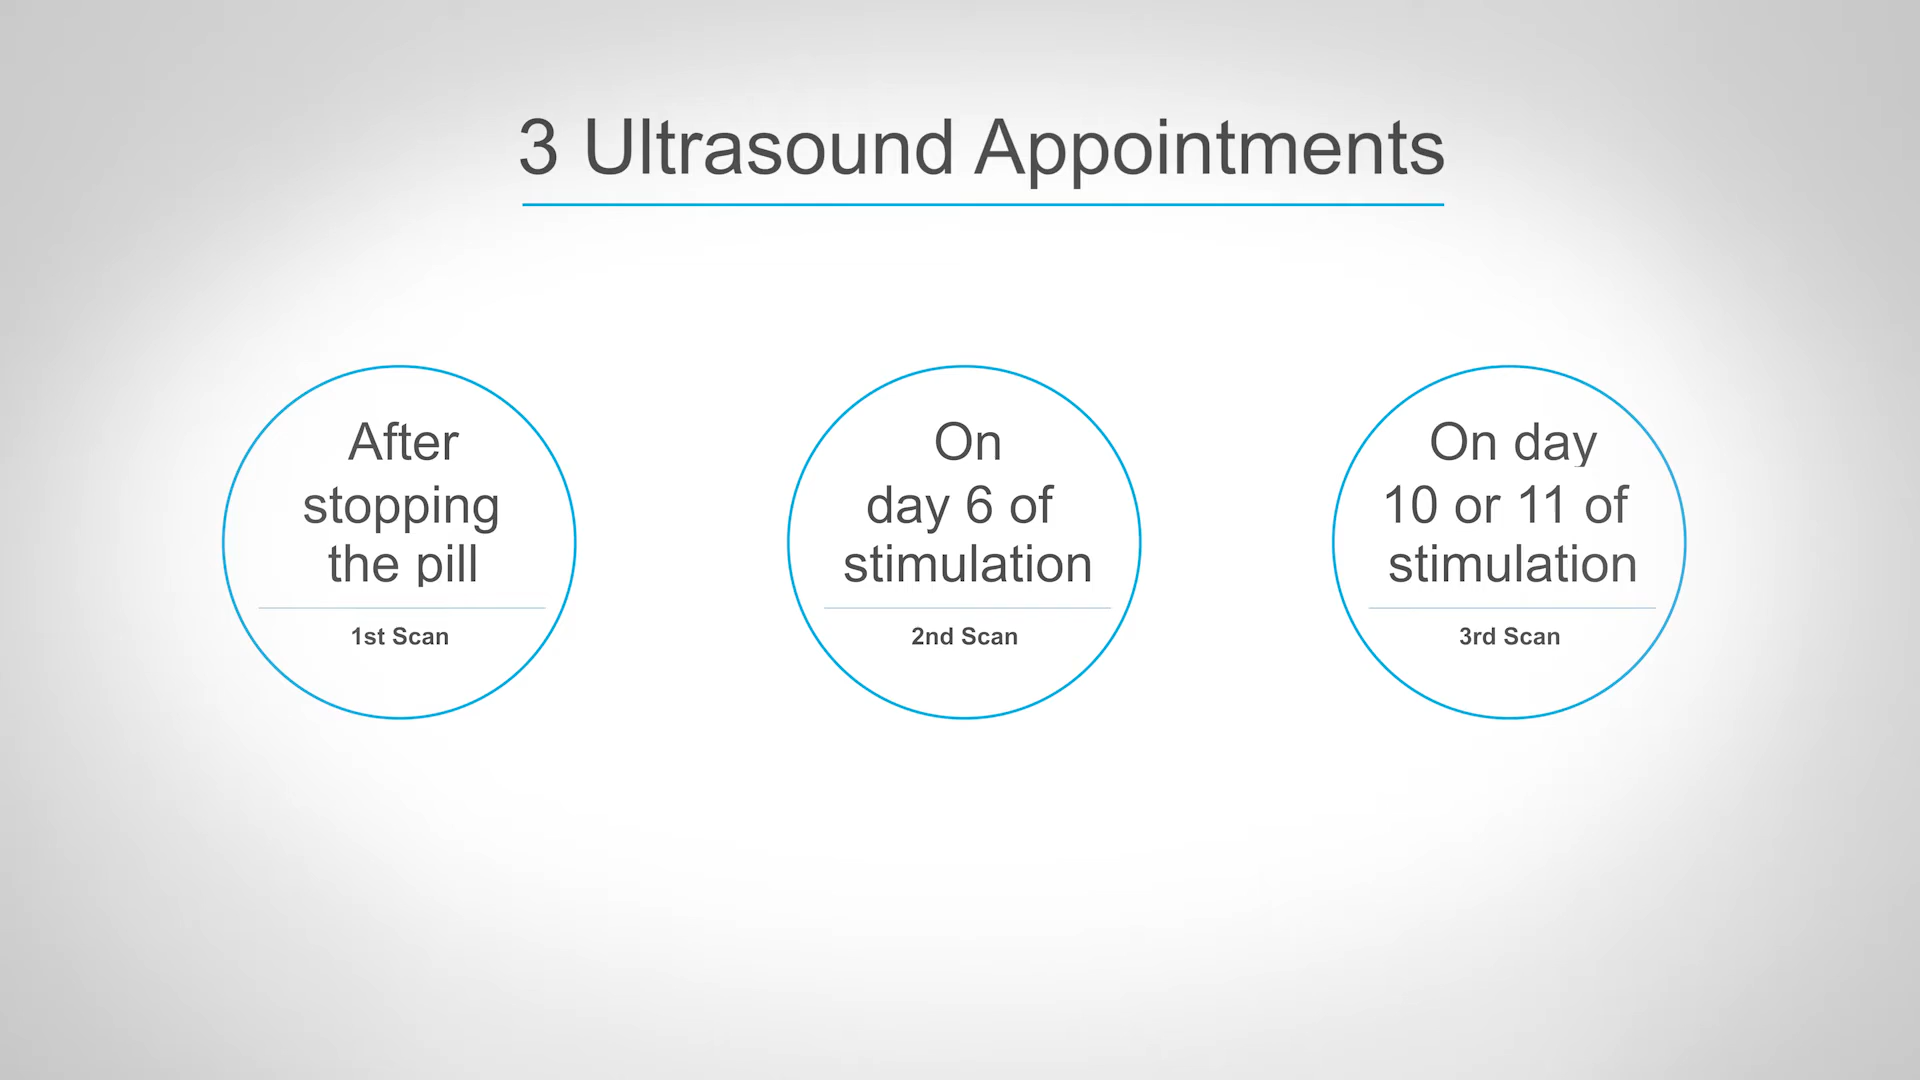 3 Ultrasound Appointments
After
stopping
the pill
1st Scan
On
day 6 of
stimulation
2nd Scan
On day
10 or 11 of
stimulation
3rd Scan